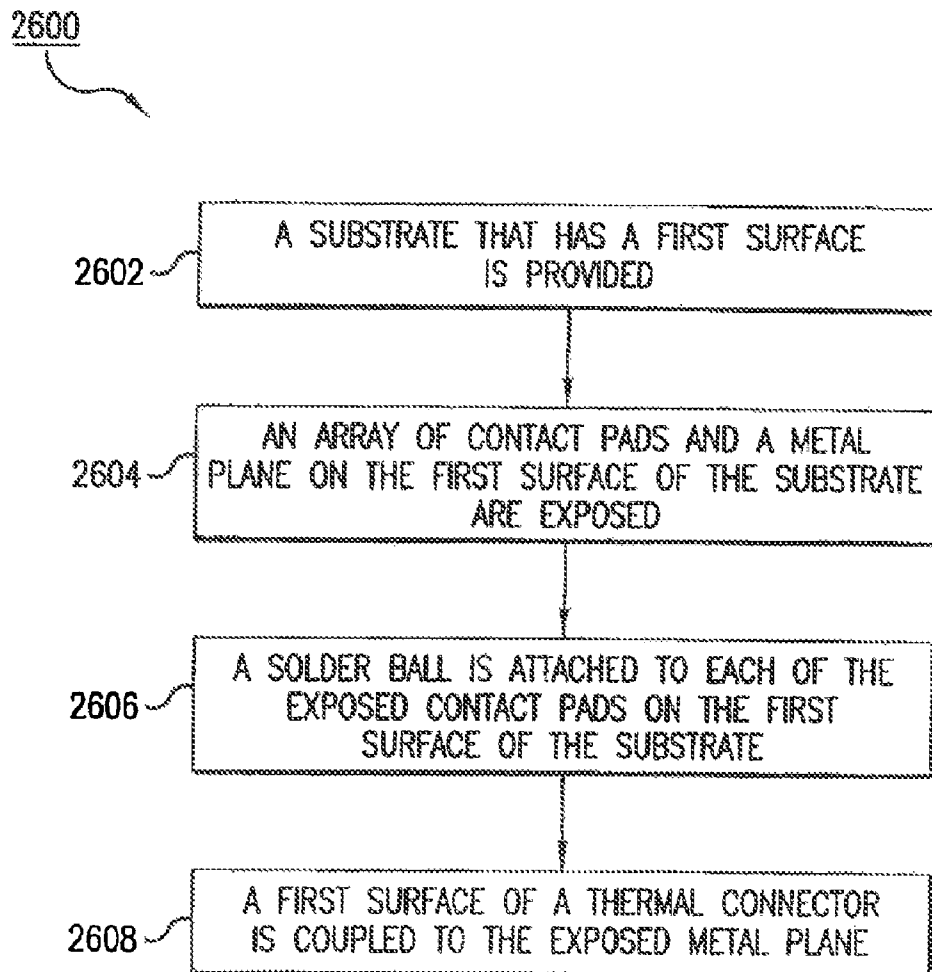 2600
A SUBSTRATE THAT HAS A FIRST SURFACE
IS PROVIDED
2602
AN ARRAY OF CONTACT PADS AND A METAL
PLANE ON THE FIRST SURFACE OF THE SUBSTRATE
ARE EXPOSED
2604
A SOLDER BALL IS ATTACHED TO EACH OF THE
EXPOSED CONTACT PADS ON THE FIRST
SURFACE OF THE SUBSTRATE
2606
A FIRST SURFACE OF A THERMAL CONNECTOR
IS COUPLED TO THE EXPOSED METAL PLANE
2608